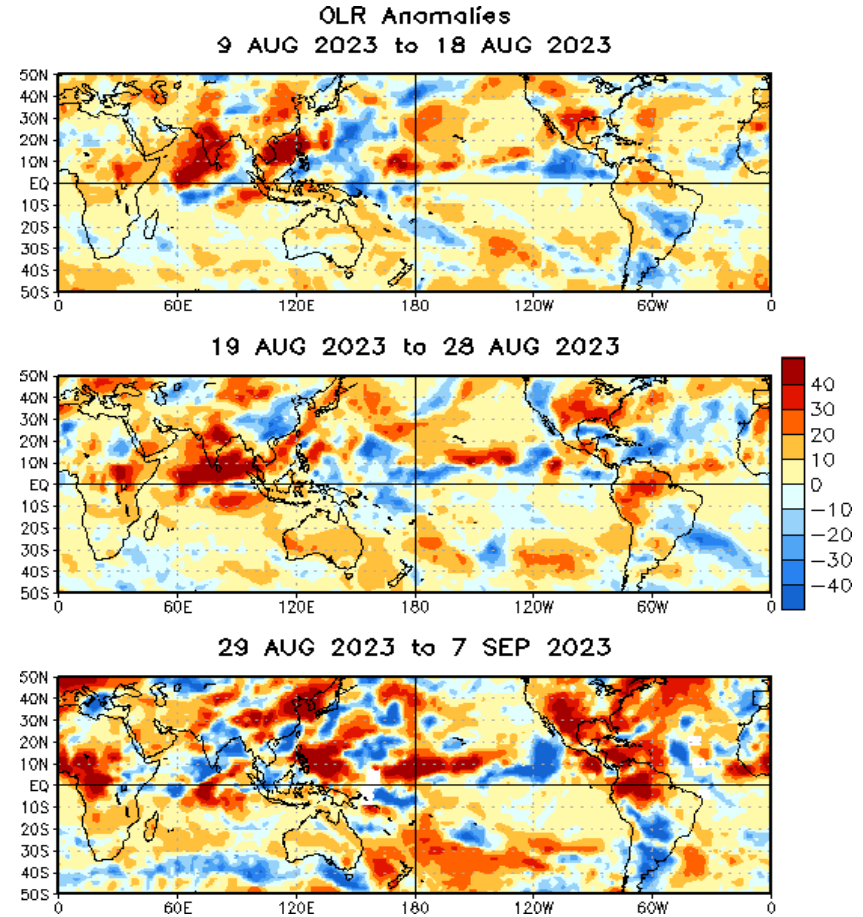 OLR Anomalies
9 AUG 2023 to 18 AUG 2023
50N
40N
30N
20N
10N
EQ
10S
20S
30S
40S
50S
0 60E 120E 180 120W 60W 0
19 AUG 2023 to 28 AUG 2023
50N
40N
30N
20N
10N
EQ
10S
20S
30S
40S
50S
0 60E 120E 180 120W 60W 0
40
30
20
10
0
-10
-20
-30
-40
29 AUG 2023 to 7 SEP 2023
50N
40N
30N
20N
10N
EQ
10S
20S
30S
40S
50S
0 60E 120E 180 120W 60W 0